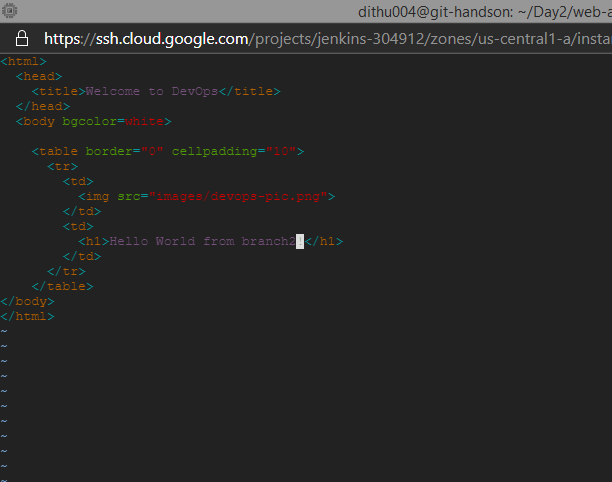 dithu004@git-handson: ~/Day2/web-a
https://ssh.cloud.google.com/projects/jenkins-304912/zones/us-central1-a/instan
<html>
  <head>
    <title>Welcome to DevOps</title>
  </head>
  <body bgcolor=white>

    <table border="0" cellpadding="10">
      <tr>
        <td>
          <img src="images/devops-pic.png">
        </td>
        <td>
          <h1>Hello World from branch2!</h1>
        </td>
      </tr>
    </table>
</body>
</html>
~
~
~
~
~
~
~
~
~
~
~